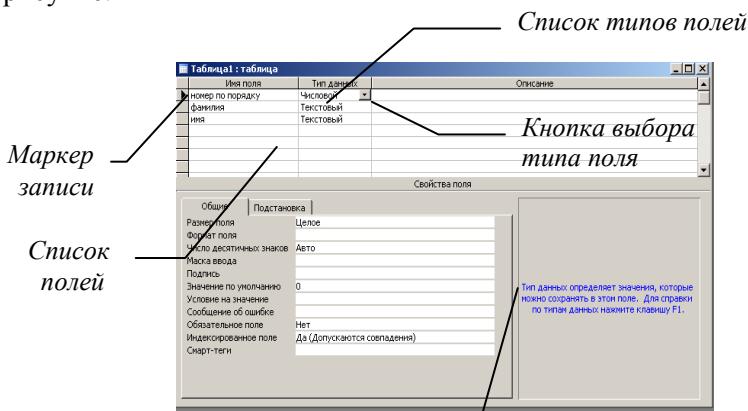 Список типов полей
Таблица1 : таблица
Имя поля Тип данных Описание
номер по порядку Числовой
фамилия Текстовый
имя Текстовый
Кнопка выбора
типа поля
Маркер
записи
Свойства поля
Общие Подстановка
Размер поля Целое
Формат поля
Число десятичных знаков Авто
Маска ввода
Подпись
Значение по умолчанию 0
Условие на значение
Сообщение об ошибке
Обязательное поле Нет
Индексированное поле Да (Допускаются совпадения)
Смарт-теги
Список
полей
Тип данных определяет значения, которые
можно сохранять в этом поле. Для справки
по типам данных нажмите клавишу F1.